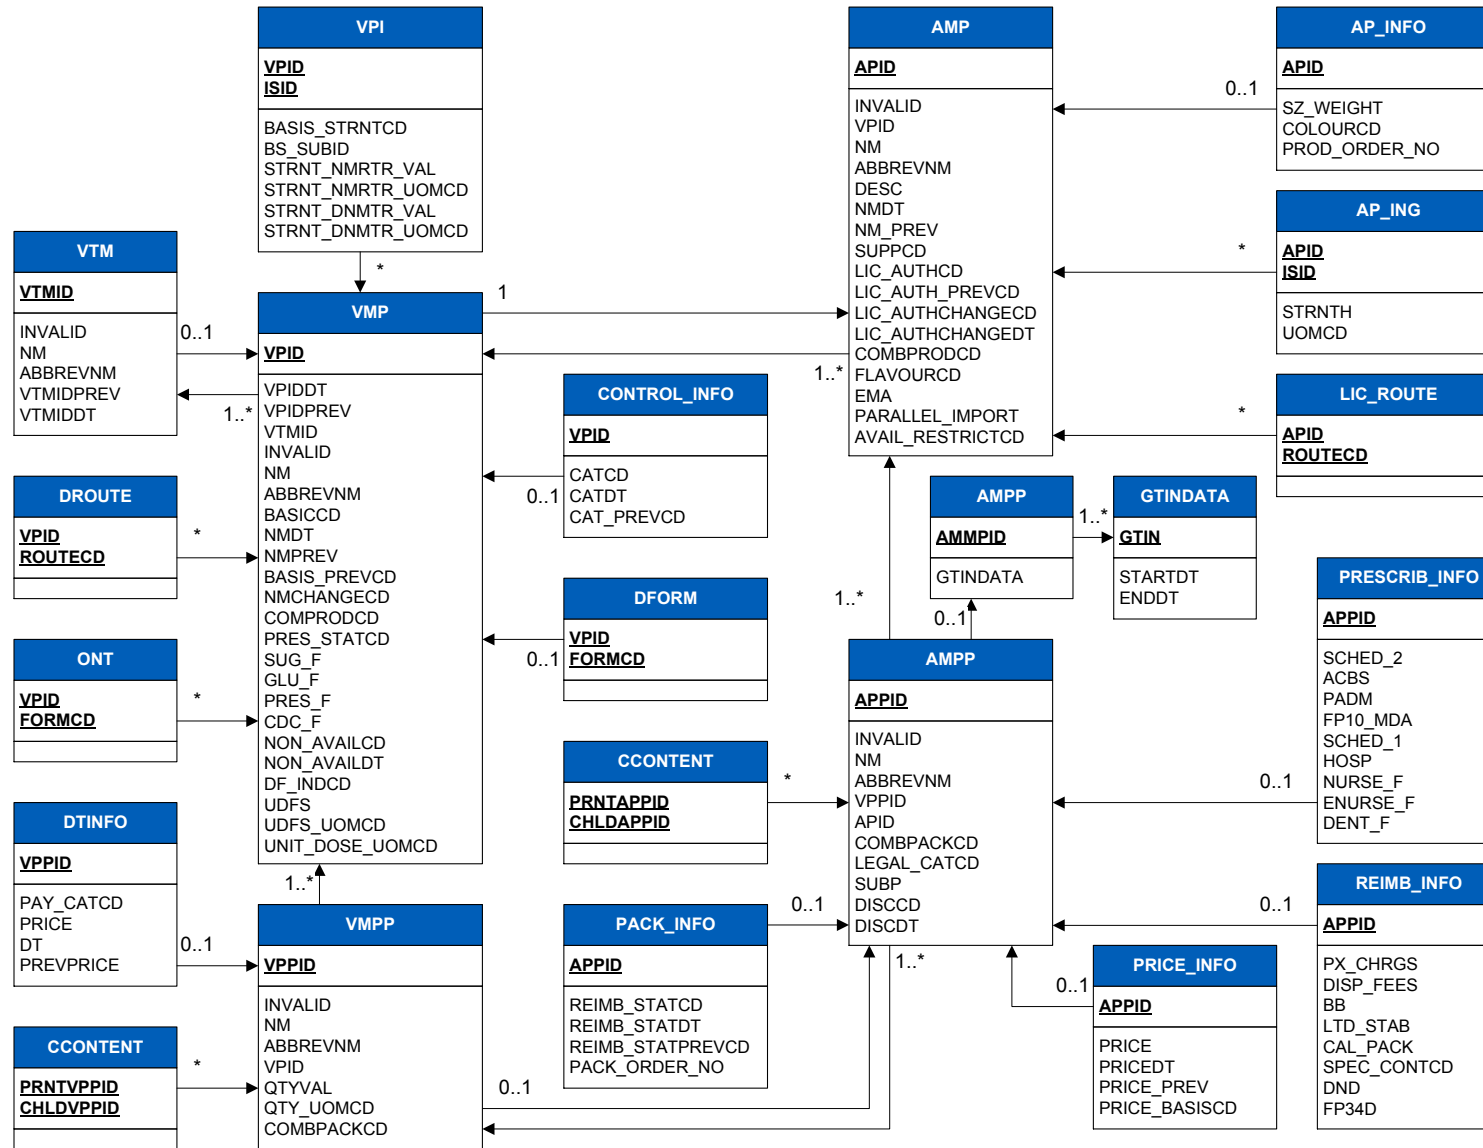 VPI
VPID
ISID
BASIS_STRNTCD
BS_SUBID
STRNT_NMRTR_VAL
STRNT_NMRTR_UOMCD
STRNT_DNMTR_VAL
STRNT_DNMTR_UOMCD
*
AMP
APID
INVALID
VPID
NM
ABBREVNM
DESC
NMDT
NM_PREV
SUPPCD
LIC_AUTHCD
LIC_AUTH_PREVCD
LIC_AUTHCHANGECD
LIC_AUTHCHANGEDT
COMBPRODCD
FLAVOURCD
EMA
PARALLEL_IMPORT
AVAIL_RESTRICTCD
AP_INFO
APID
SZ_WEIGHT
COLOURCD
PROD_ORDER_NO
0..1
AP_ING
APID
ISID
STRNTH
UOMCD
*
LIC_ROUTE
APID
ROUTECD
*
VTM
VTMID
INVALID
NM
ABBREVNM
VTMIDPREV
VTMIDDT
0..1
1..*
VMP
VPID
VPIDDT
VPIDPREV
VTMID
INVALID
NM
ABBREVNM
BASICCD
NMDT
NMPREV
BASIS_PREVCD
NMCHANGECD
COMPRODCD
PRES_STATCD
SUG_F
GLU_F
PRES_F
CDC_F
NON_AVAILCD
NON_AVAILDT
DF_INDCD
UDFS
UDFS_UOMCD
UNIT_DOSE_UOMCD
1
1..*
CONTROL_INFO
VPID
CATCD
CATDT
CAT_PREVCD
0..1
DROUTE
VPID
ROUTECD
*
AMPP
AMMPID
GTINDATA
1..*
GTINDATA
GTIN
STARTDT
ENDDT
0..1
1..*
DFORM
VPID
FORMCD
0..1
ONT
VPID
FORMCD
*
PRESCRIB_INFO
APPID
SCHED_2
ACBS
PADM
FP10_MDA
SCHED_1
HOSP
NURSE_F
ENURSE_F
DENT_F
0..1
AMPP
APPID
INVALID
NM
ABBREVNM
VPPID
APID
COMBPACKCD
LEGAL_CATCD
SUBP
DISCCD
DISCDT
CCONTENT
PRNTAPPID
CHLDAPPID
*
DTINFO
VPPID
PAY_CATCD
PRICE
DT
PREVPRICE
0..1
1..*
VMPP
VPPID
INVALID
NM
ABBREVNM
VPID
QTYVAL
QTY_UOMCD
COMBPACKCD
PACK_INFO
APPID
REIMB_STATCD
REIMB_STATDT
REIMB_STATPREVCD
PACK_ORDER_NO
0..1
1..*
0..1
PRICE_INFO
APPID
PRICE
PRICEDT
PRICE_PREV
PRICE_BASISCD
0..1
REIMB_INFO
APPID
PX_CHRGS
DISP_FEES
BB
LTD_STAB
CAL_PACK
SPEC_CONTCD
DND
FP34D
0..1
CCONTENT
PRNTVPPID
CHLDVPPID
*